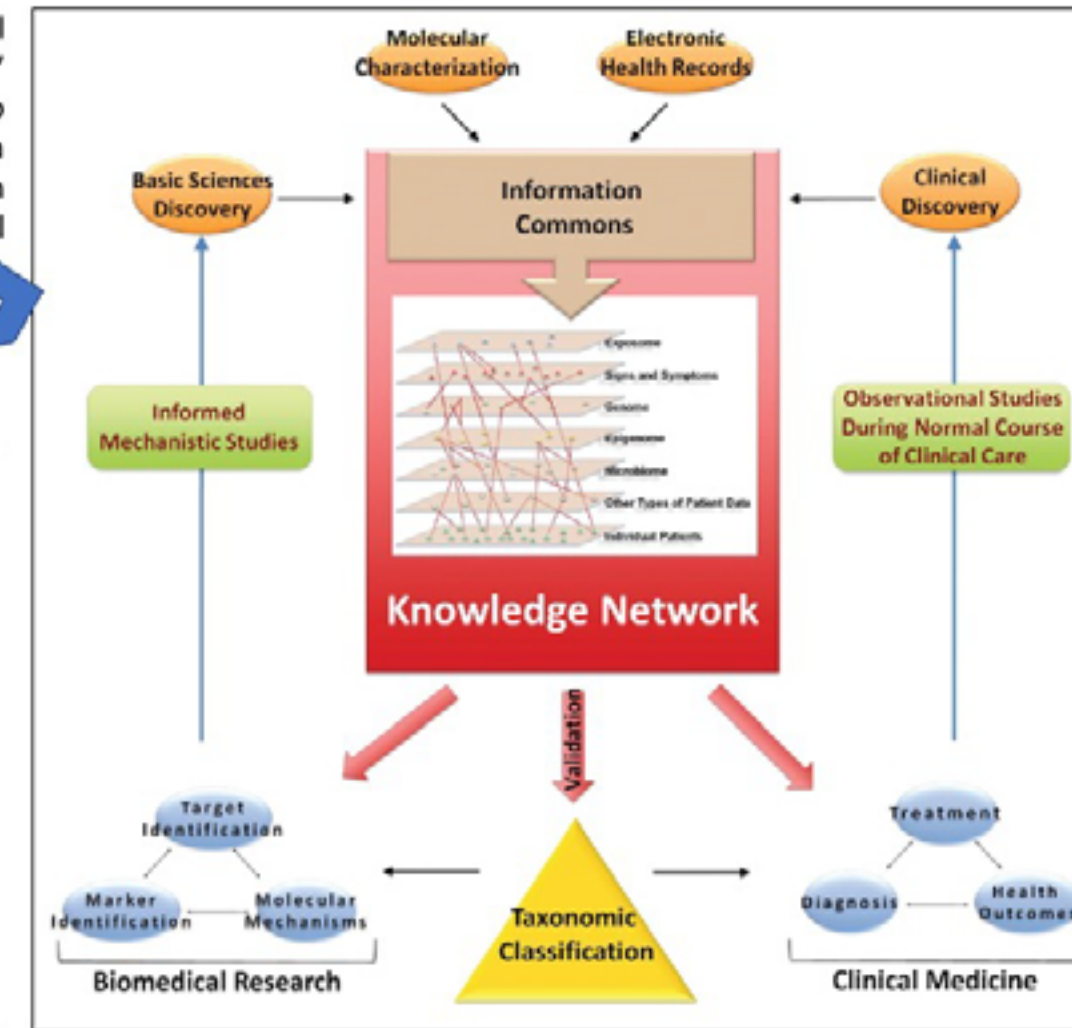 Molecular
Characterization
Electronic
Health Records
Basic Sciences
Discovery
Information
Commons
Clinical
Discovery
Exposome
Signs and Symptoms
Genome
Epigenome
Microbiome
Other Types of Patient Data
Individual Patients
Informed
Mechanistic Studies
Observational Studies
During Normal Course
of Clinical Care
Knowledge Network
Validation
Target
Identification
Marker
Identification
Molecular
Mechanisms
Biomedical Research
Taxonomic
Classification
Treatment
Diagnosis
Health
Outcomes
Clinical Medicine